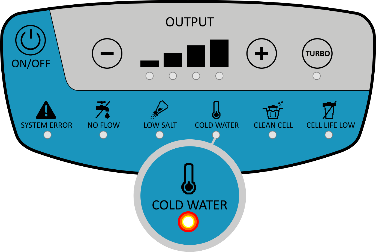 OUTPUT
ON/OFF
TURBO
SYSTEM ERROR
NO FLOW
LOW SALT
COLD WATER
CLEAN CELL
CELL LIFE LOW
COLD WATER